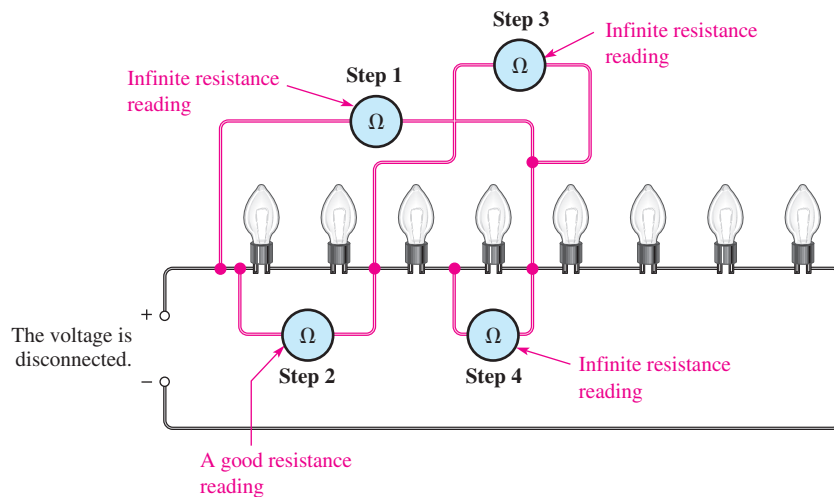 Step 3
Infinite resistance
reading
Ω
Step 1
Infinite resistance
reading
Ω
+
The voltage is
disconnected.
−
Ω
Step 2
Ω
Step 4
Infinite resistance
reading
A good resistance
reading